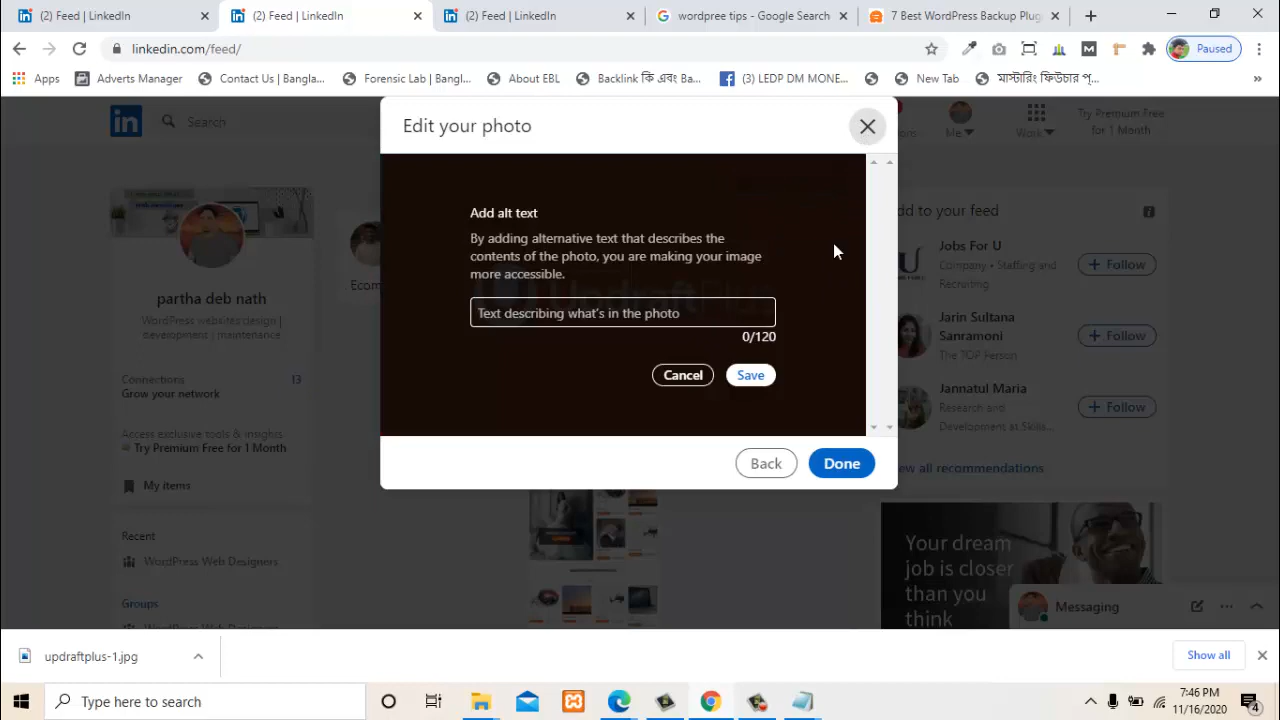 (2) Feed | LinkedIn
(2) Feed | LinkedIn
(2) Feed | LinkedIn
wordpree tips - Google Search
7 Best WordPress Backup Plug
linkedin.com/feed/
Paused
Apps
Adverts Manager
Contact Us | Bangla...
Forensic Lab | Bangl...
About EBL
Backlink কি এবং Ba...
(3) LEDP DM MONE...
New Tab
মাস্টারিং ফিউচার প্...
Search
Me
Work
Try Premium Free
for 1 Month
Edit your photo
Add alt text
By adding alternative text that describes the
contents of the photo, you are making your image
more accessible.
Text describing what's in the photo
0/120
Cancel
Save
Back
Done
partha deb nath
WordPress websites design |
development | maintenance
Connections
13
Grow your network
Access exclusive tools & insights
Try Premium Free for 1 Month
My items
Recent
WordPress Web Designers
Groups
Ecom
dd to your feed
Jobs For U
Company • Staffing and
Recruiting
Follow
Jarin Sultana
Sanramoni
The TOP Person
Follow
Jannatul Maria
Research and
Development at Skills...
Follow
ew all recommendations
Your dream
job is closer
than you
think
Messaging
updraftplus-1.jpg
Show all
Type here to search
7:46 PM
11/16/2020
4